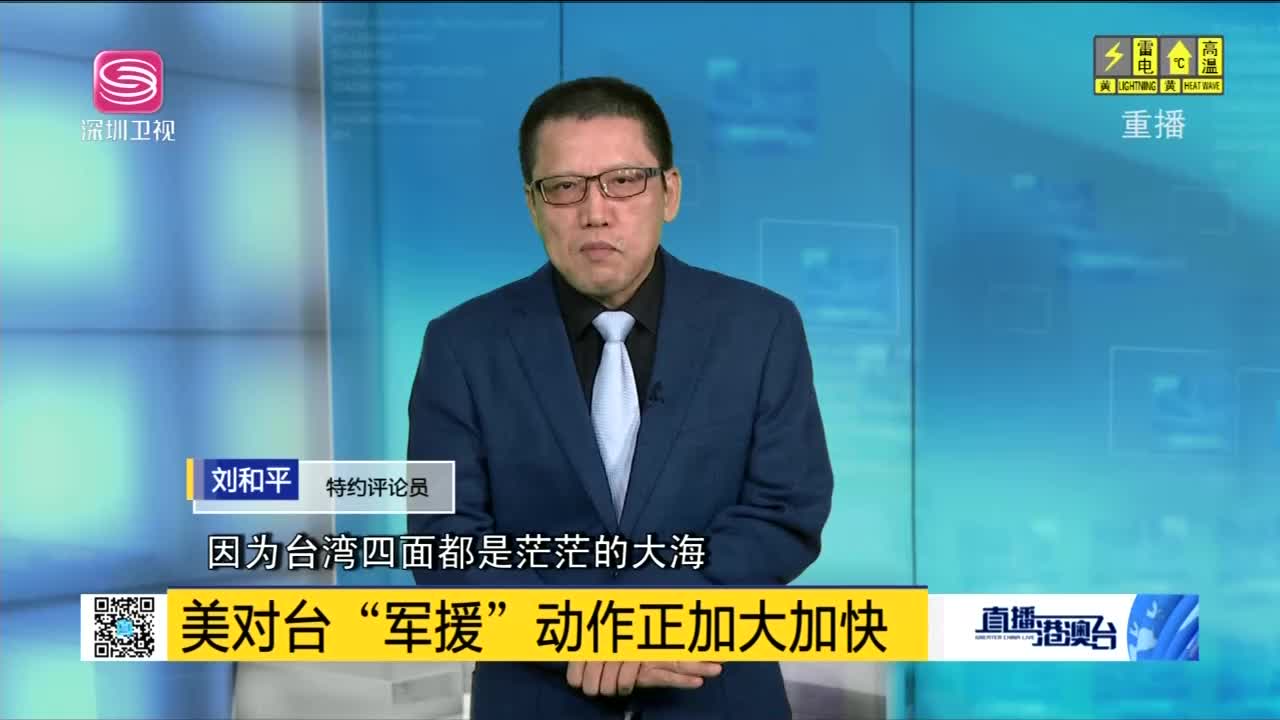 深圳卫视
雷电
高温
℃
黄 LIGHTNING 黄 HEAT WAVE
重播
刘和平 特约评论员
因为台湾四面都是茫茫的大海
美对台“军援”动作正加大加快
直播港澳台
GREATER CHINA LIVE